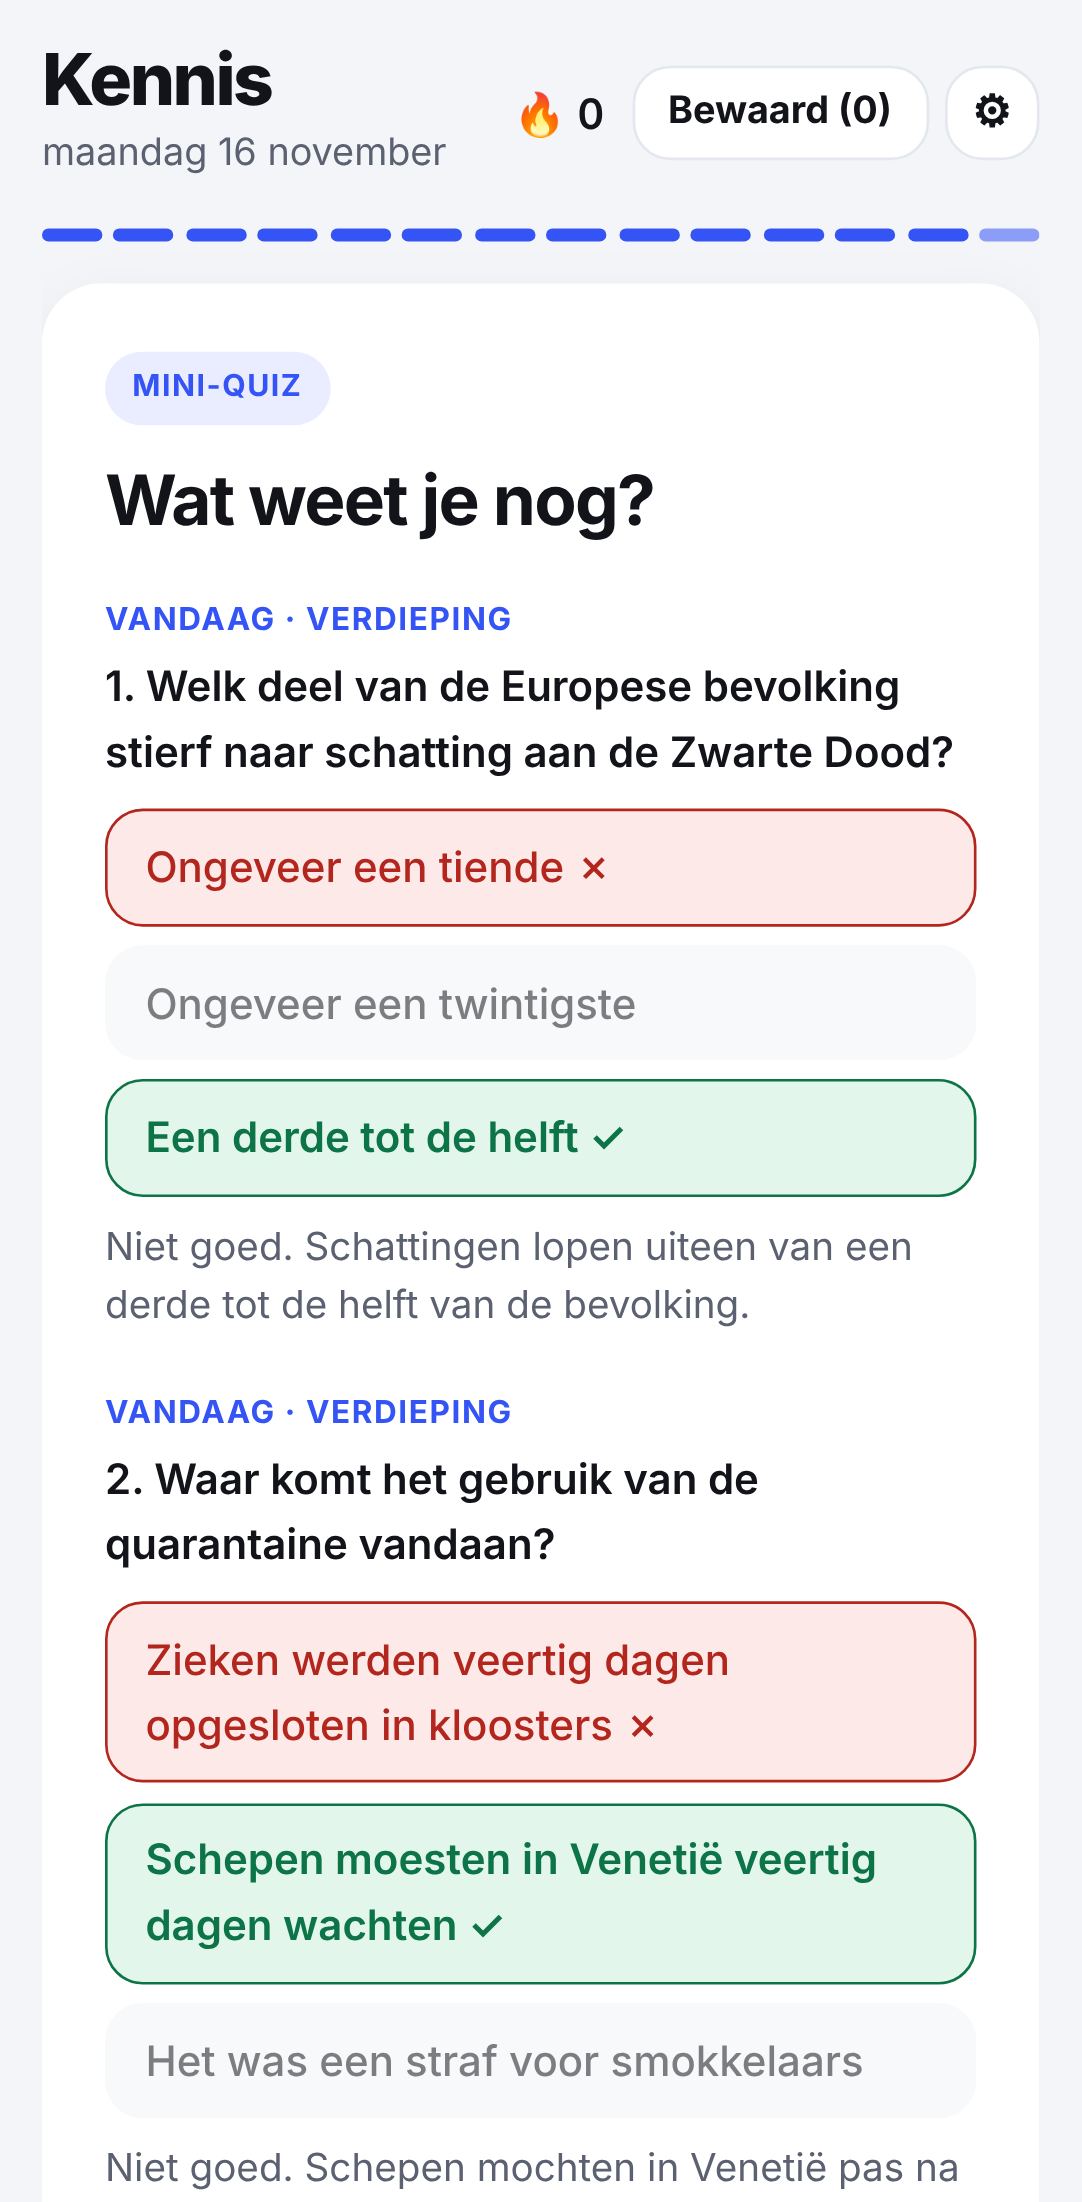 Kennis
maandag 16 november
🔥 0
Bewaard (0)
⚙
MINI-QUIZ
Wat weet je nog?
VANDAAG · VERDIEPING
1. Welk deel van de Europese bevolking
stierf naar schatting aan de Zwarte Dood?
Ongeveer een tiende ×
Ongeveer een twintigste
Een derde tot de helft ✓
Niet goed. Schattingen lopen uiteen van een
derde tot de helft van de bevolking.
VANDAAG · VERDIEPING
2. Waar komt het gebruik van de
quarantaine vandaan?
Zieken werden veertig dagen
opgesloten in kloosters ×
Schepen moesten in Venetië veertig
dagen wachten ✓
Het was een straf voor smokkelaars
Niet goed. Schepen mochten in Venetië pas na